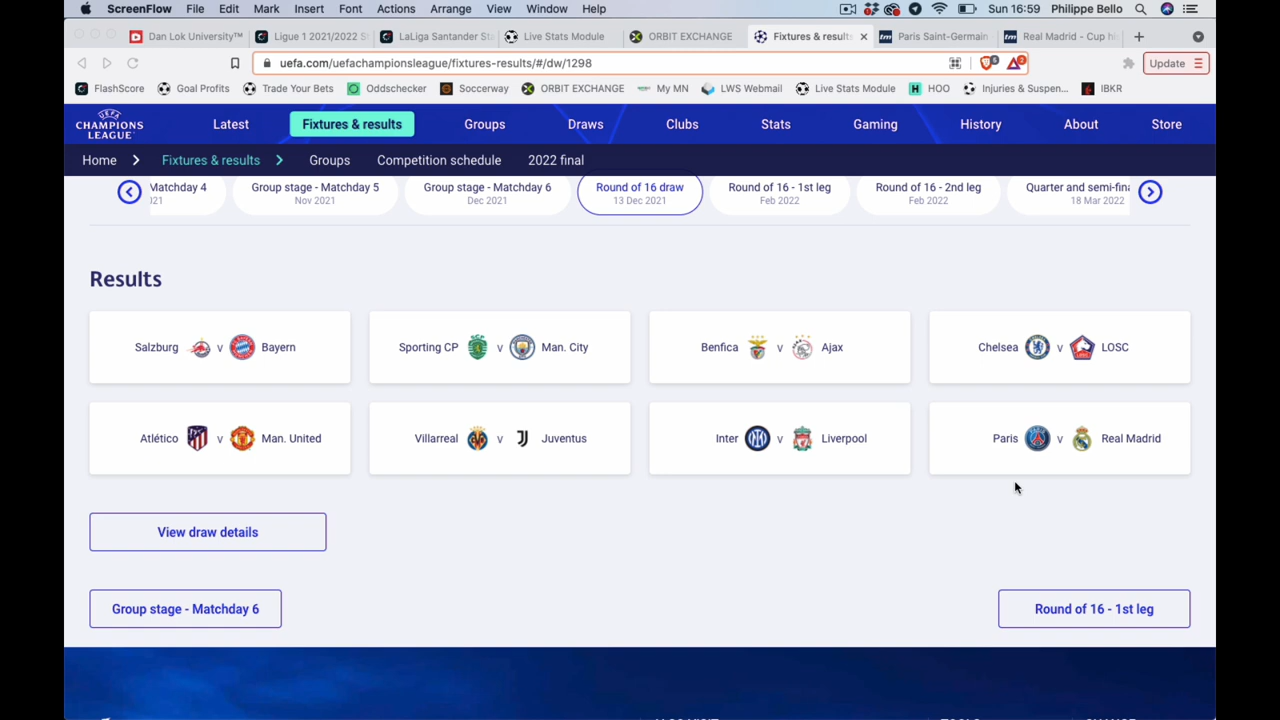 ScreenFlow File Edit Mark Insert Font Actions Arrange View Window Help Sun 16:59 Philippe Bello
Dan Lok University™ Ligue 1 2021/2022 S LaLiga Santander Sta Live Stats Module ORBIT EXCHANGE Fixtures & results Paris Saint-Germain Real Madrid - Cup his
uefa.com/uefachampionsleague/fixtures-results/#/dw/1298 Update
FlashScore Goal Profits Trade Your Bets Oddschecker Soccerway ORBIT EXCHANGE My MN LWS Webmail Live Stats Module HOO Injuries & Suspen... IBKR
UEFA CHAMPIONS LEAGUE Latest Fixtures & results Groups Draws Clubs Stats Gaming History About Store
Home Fixtures & results Groups Competition schedule 2022 final
Matchday 4 Group stage - Matchday 5 Group stage - Matchday 6 Round of 16 draw Round of 16 - 1st leg Round of 16 - 2nd leg Quarter and semi-fina
021 Nov 2021 Dec 2021 13 Dec 2021 Feb 2022 Feb 2022 18 Mar 2022
Results
Salzburg v Bayern Sporting CP v Man. City Benfica v Ajax Chelsea v LOSC
Atlético v Man. United Villarreal v Juventus Inter v Liverpool Paris v Real Madrid
View draw details
Group stage - Matchday 6 Round of 16 - 1st leg